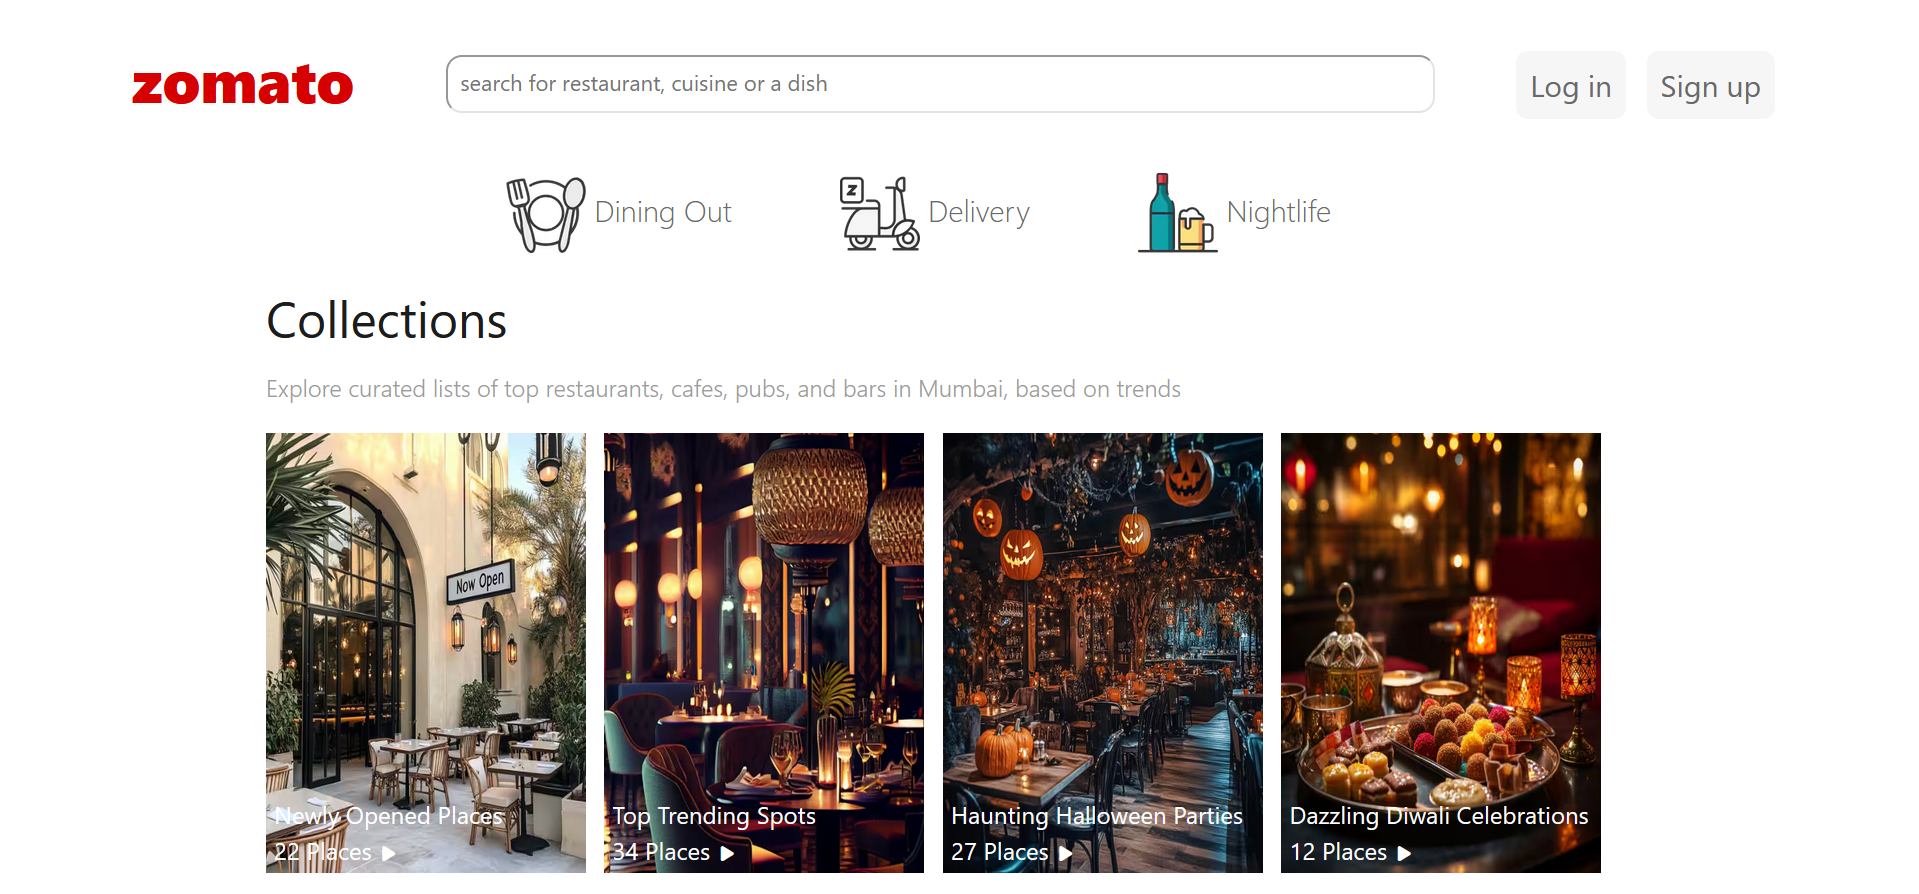 zomato
search for restaurant, cuisine or a dish
Log in
Sign up
z
Dining Out
Delivery
Nightlife
Collections
Explore curated lists of top restaurants, cafes, pubs, and bars in Mumbai, based on trends
Now Open
Newly Opened Places
22 Places
Top Trending Spots
34 Places
Haunting Halloween Parties
27 Places
Dazzling Diwali Celebrations
12 Places